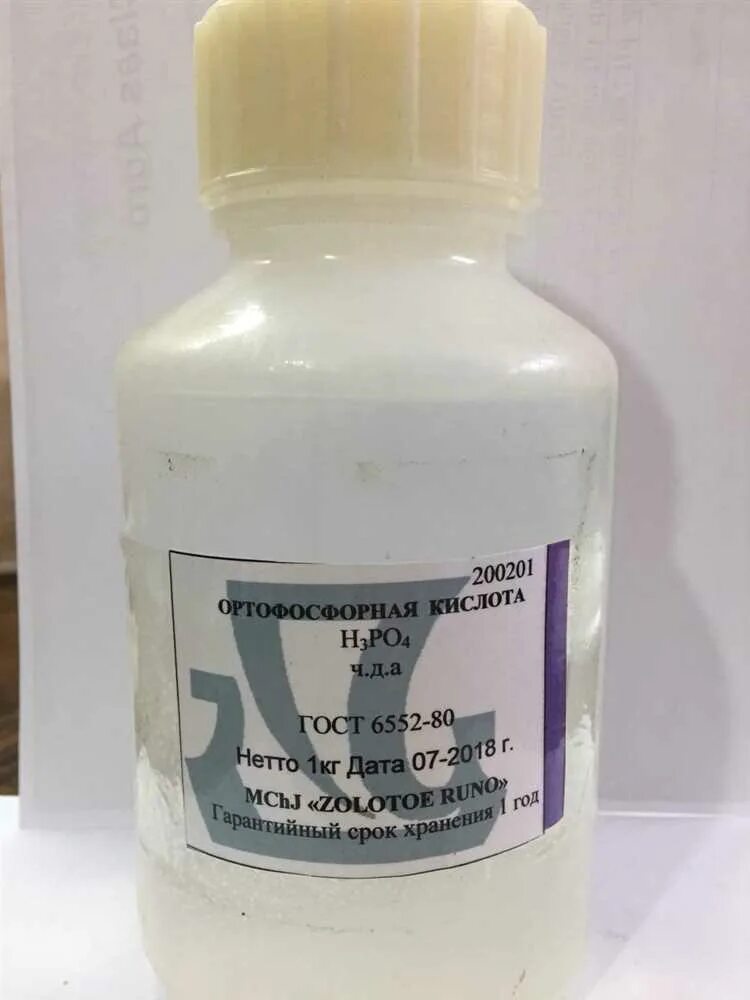 200201
ОРТОФОСФОРНАЯ КИСЛОТА
H₃PO₄
ч.д.а
ГОСТ 6552-80
Нетто 1кг Дата 07-2018 г.
MChJ «ZOLOTOE RUNO»
Гарантийный срок хранения 1 год